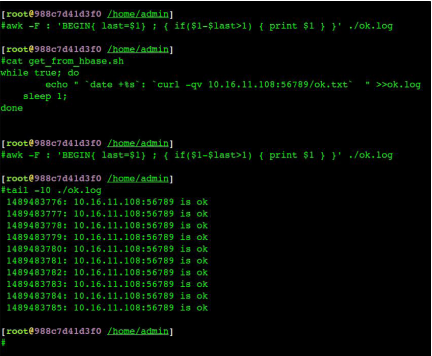 [root@988c7d41d3f0 /home/admin]
#awk -F : 'BEGIN{ last=$1} ; { if($1-$last>1) { print $1 } }' ./ok.log
[root@988c7d41d3f0 /home/admin]
#cat get_from_hbase.sh
while true; do
echo " `date +%s`: `curl -qv 10.16.11.108:56789/ok.txt`  " >>ok.log
sleep 1;
done
[root@988c7d41d3f0 /home/admin]
#awk -F : 'BEGIN{ last=$1} ; { if($1-$last>1) { print $1 } }' ./ok.log
[root@988c7d41d3f0 /home/admin]
#tail -10 ./ok.log
1489483776: 10.16.11.108:56789 is ok
1489483777: 10.16.11.108:56789 is ok
1489483778: 10.16.11.108:56789 is ok
1489483779: 10.16.11.108:56789 is ok
1489483780: 10.16.11.108:56789 is ok
1489483781: 10.16.11.108:56789 is ok
1489483782: 10.16.11.108:56789 is ok
1489483783: 10.16.11.108:56789 is ok
1489483784: 10.16.11.108:56789 is ok
1489483785: 10.16.11.108:56789 is ok
[root@988c7d41d3f0 /home/admin]
#